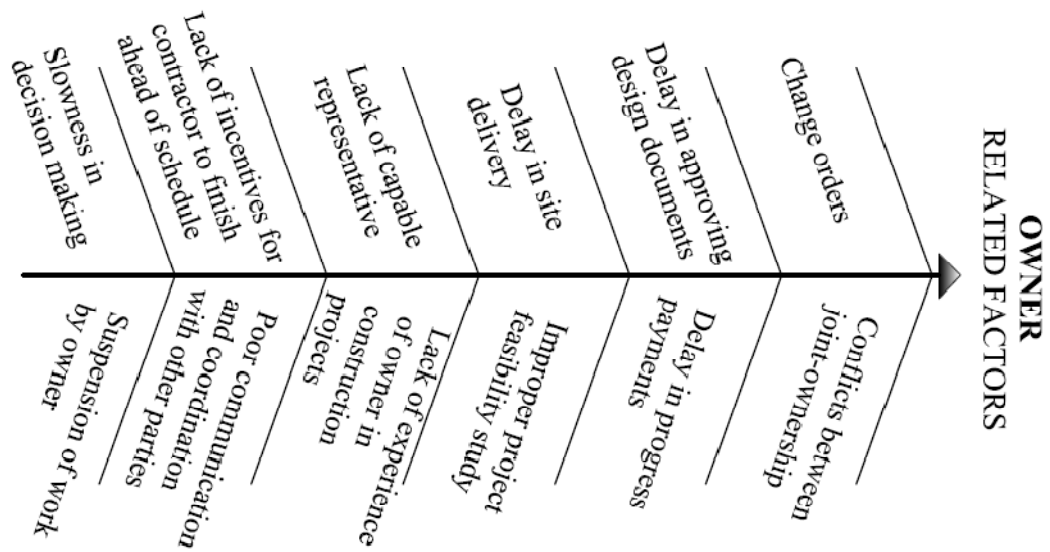 OWNER
RELATED FACTORS
Change orders
Delay in approving
design documents
Delay in site
delivery
Lack of capable
representative
Lack of incentives for
contractor to finish
ahead of schedule
Slowness in
decision making
Conflicts between
joint-ownership
Delay in progress
payments
Improper project
feasibility study
Lack of experience
of owner in
construction
projects
Poor communication
and coordination
with other parties
Suspension of work
by owner